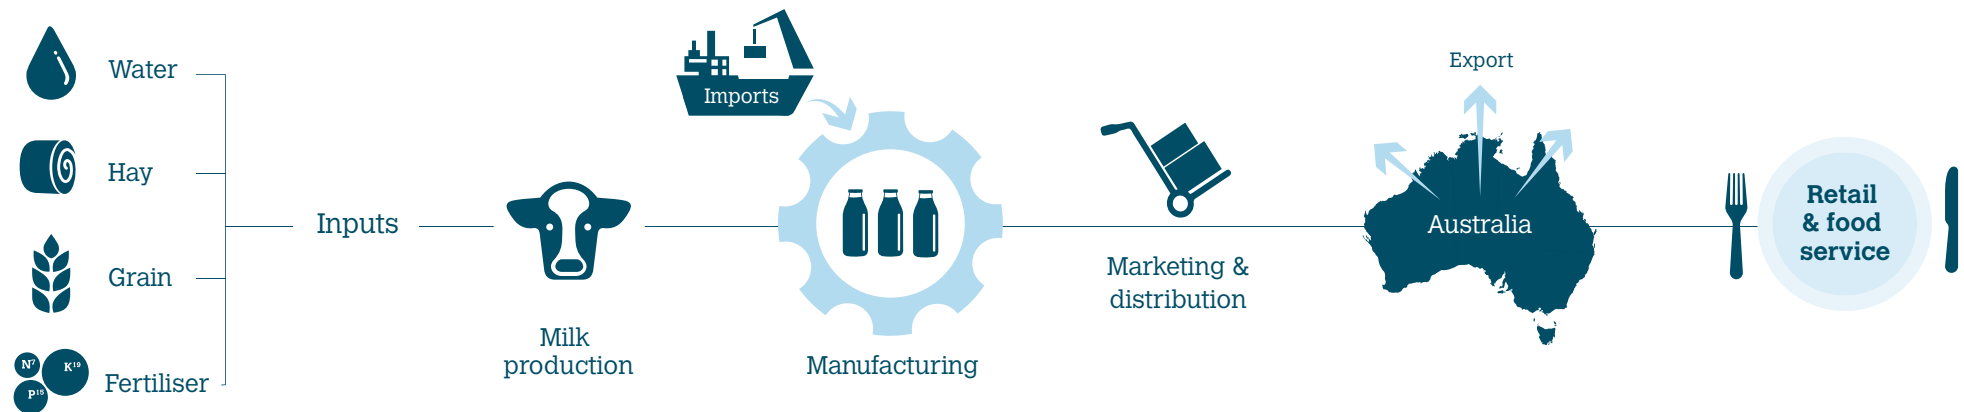 Water
Hay
Grain
N⁷
K¹⁹
P¹⁵
Fertiliser
Inputs
Milk
production
Imports
Manufacturing
Marketing &
distribution
Export
Australia
Retail
& food
service